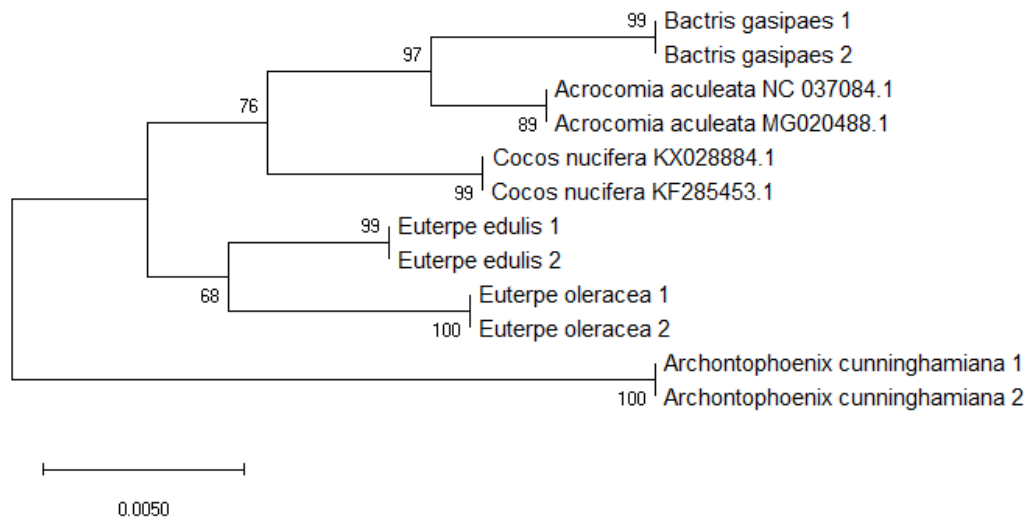 99
Bactris gasipaes 1
Bactris gasipaes 2
97
Acrocomia aculeata NC 037084.1
76
89
Acrocomia aculeata MG020488.1
Cocos nucifera KX028884.1
99
Cocos nucifera KF285453.1
99
Euterpe edulis 1
Euterpe edulis 2
68
Euterpe oleracea 1
100
Euterpe oleracea 2
Archontophoenix cunninghamiana 1
100
Archontophoenix cunninghamiana 2
0.0050